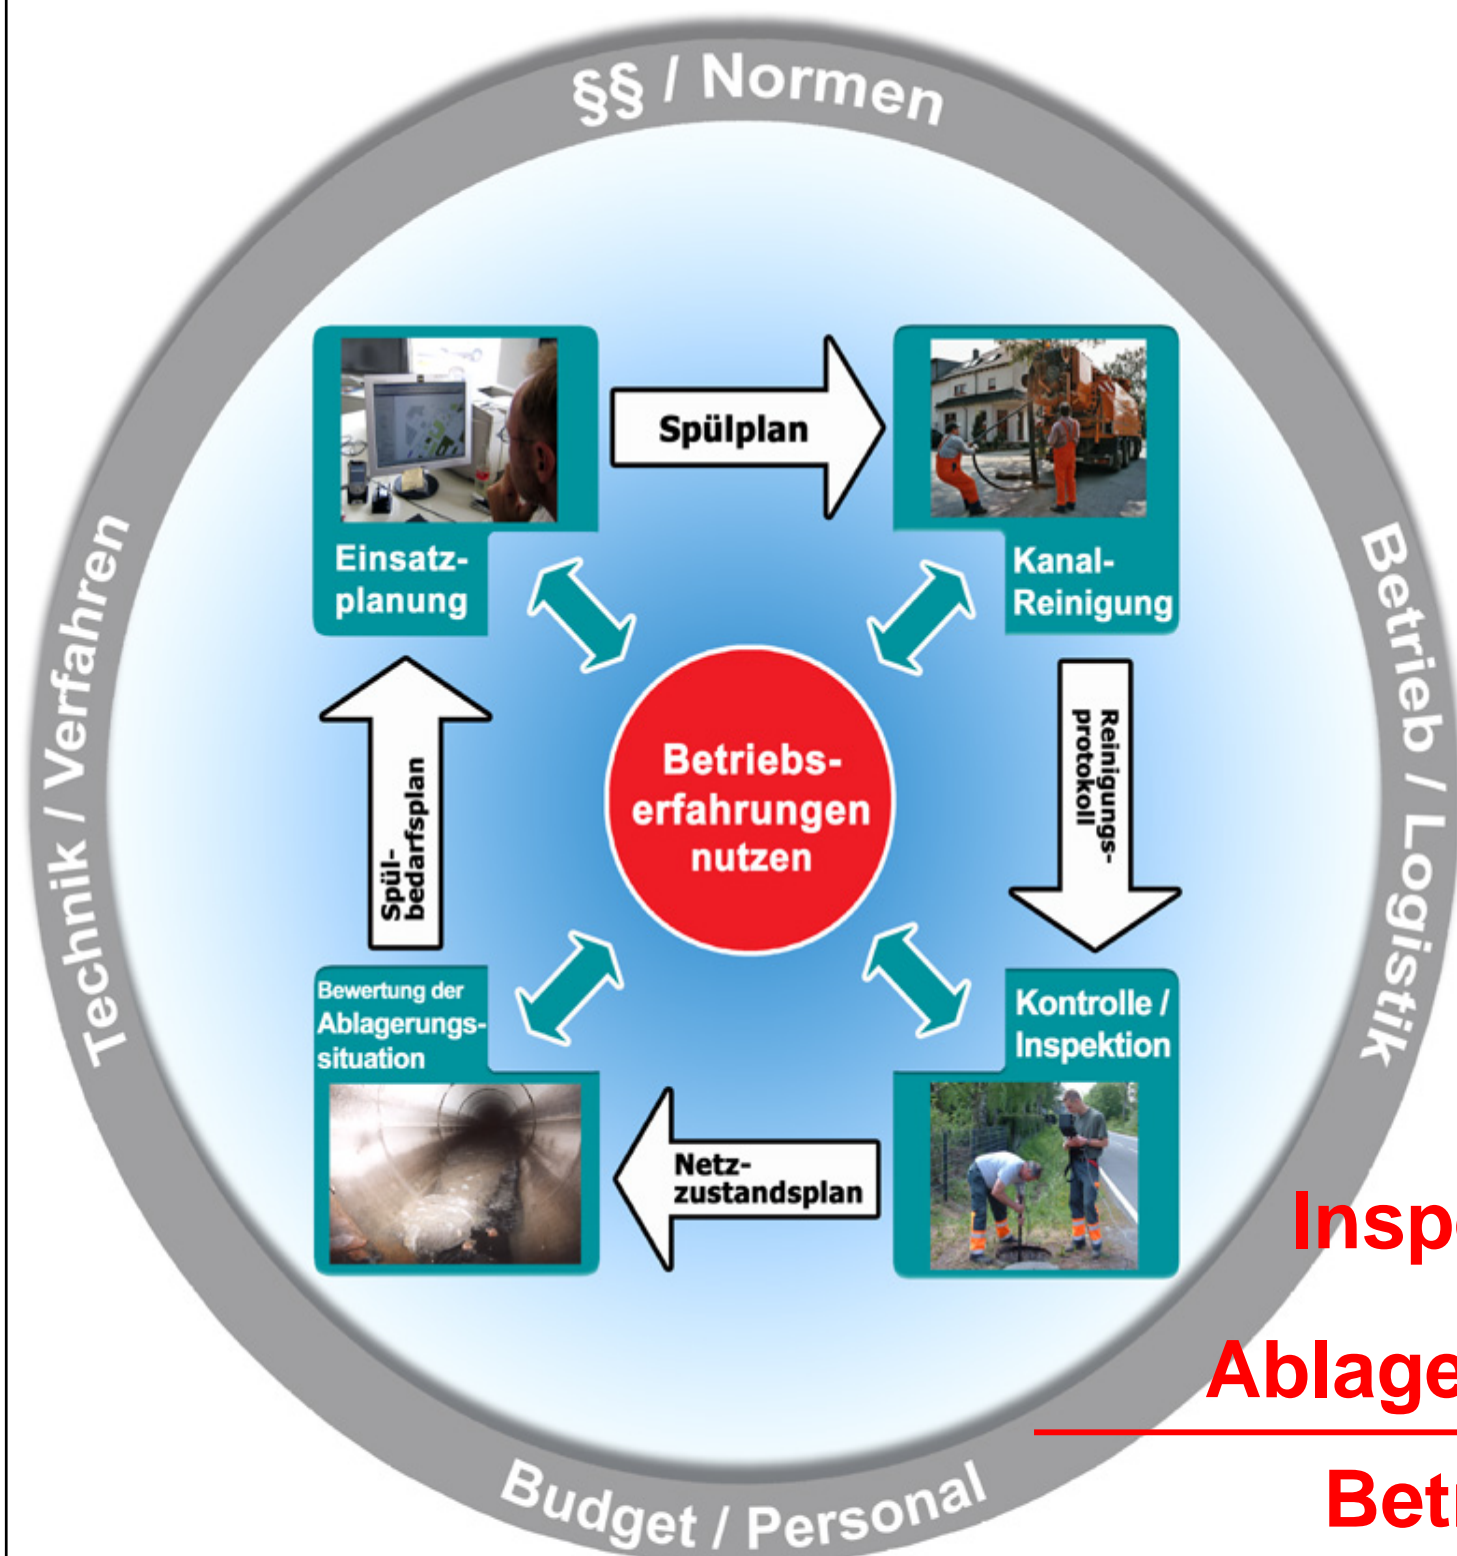 §§ / Normen
Technik / Verfahren
Betrieb / Logistik
Budget / Personal
Einsatz-
planung
Spülplan
Kanal-
Reinigung
Reinigungs-
protokoll
Kontrolle /
Inspektion
Netz-
zustandsplan
Bewertung der
Ablagerungs-
situation
Spül-
bedarfsplan
Betriebs-
erfahrungen
nutzen